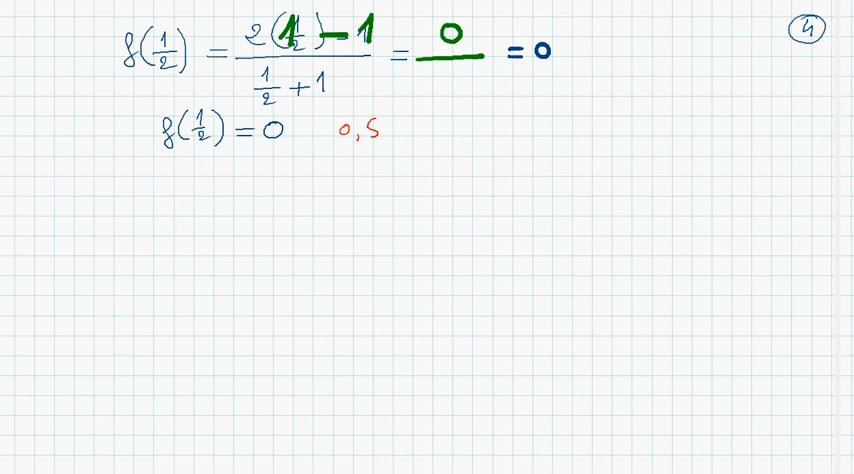 f(1/2) = (2(1/2) - 1)/(1/2 + 1) = 0/ = 0
4
f(1/2) = 0 0,5